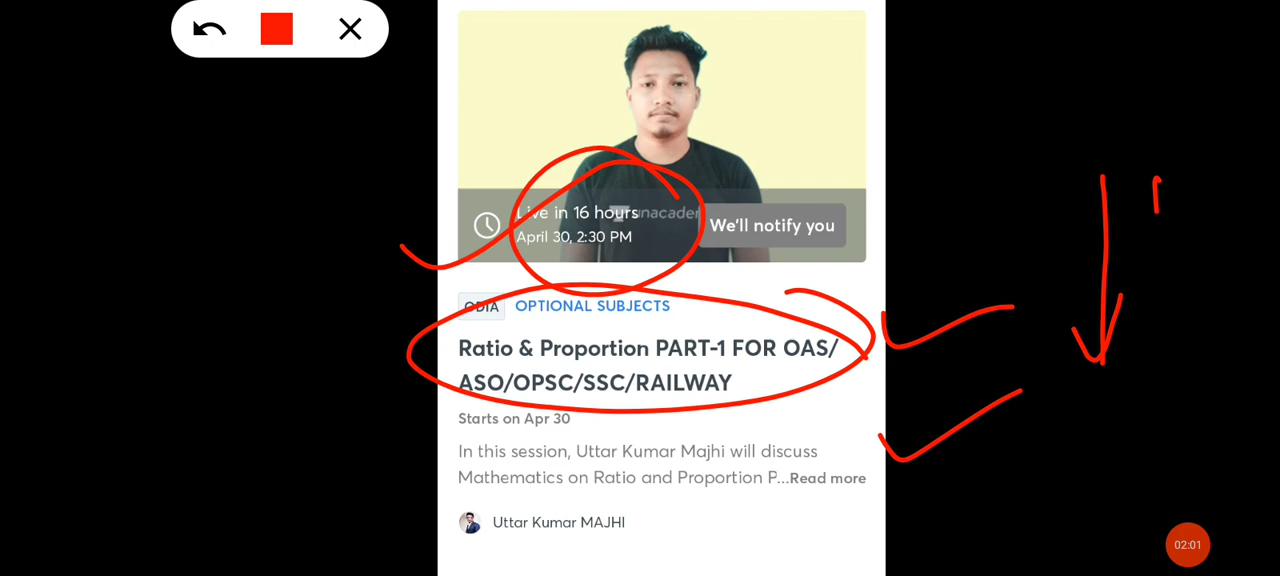 Live in 16 hours
unacade
April 30, 2:30 PM
We'll notify you
ODIA OPTIONAL SUBJECTS
Ratio & Proportion PART-1 FOR OAS/
ASO/OPSC/SSC/RAILWAY
Starts on Apr 30
In this session, Uttar Kumar Majhi will discuss
Mathematics on Ratio and Proportion P...Read more
Uttar Kumar MAJHI
02:01